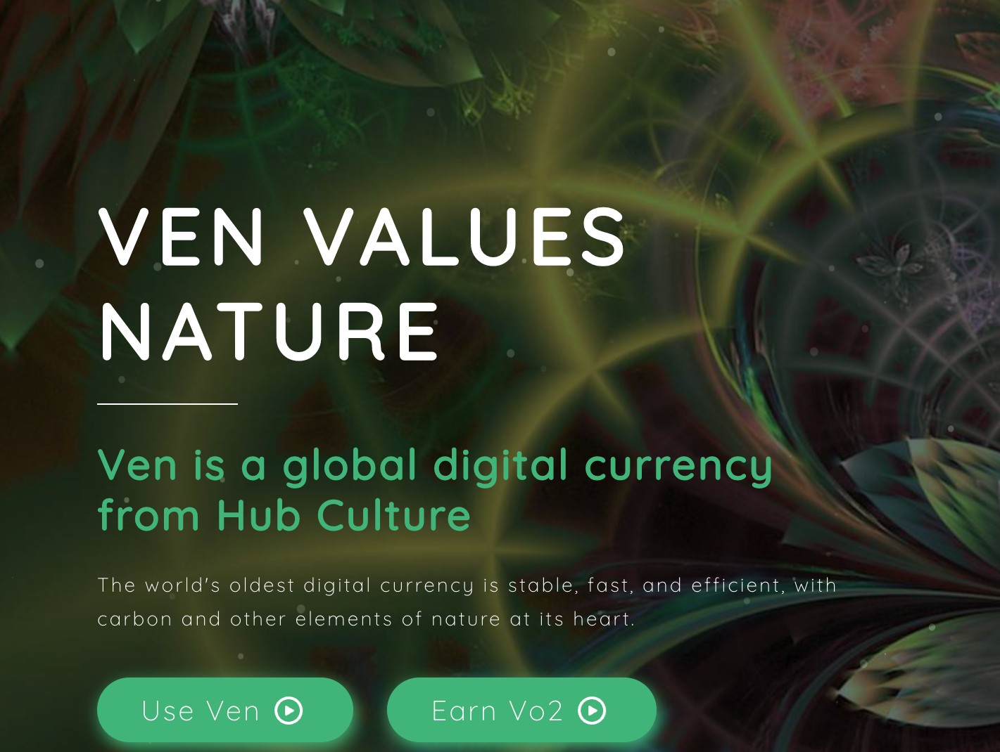 VEN VALUES
NATURE
Ven is a global digital currency
from Hub Culture
The world's oldest digital currency is stable, fast, and efficient, with
carbon and other elements of nature at its heart.
Use Ven
Earn Vo2